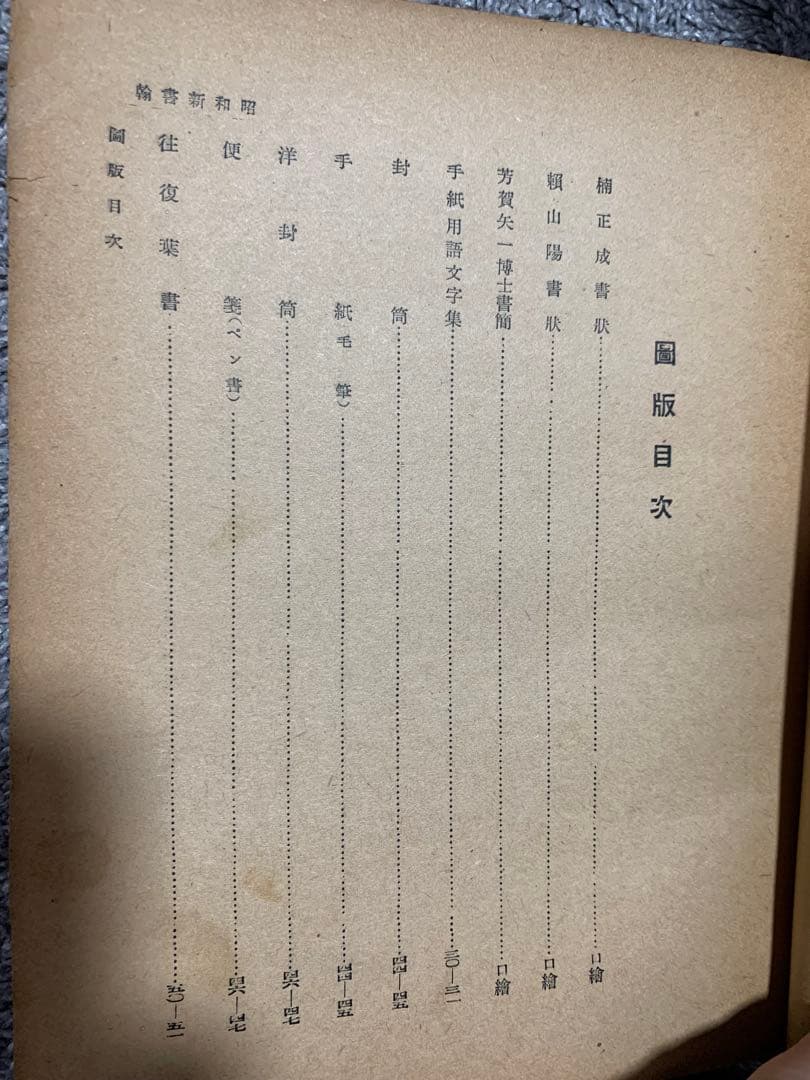 圖版目次
楠正成書狀……口繪
賴山陽書狀……口繪
芳賀矢一博士書簡……口繪
手紙用語文字集……三〇―三一
封筒……四四―四五
手紙毛筆)……四四―四五
洋封筒……四六―四七
便箋(ペン書)……四六―四七
往復葉書……五〇―五一
昭和新書翰
圖版目次